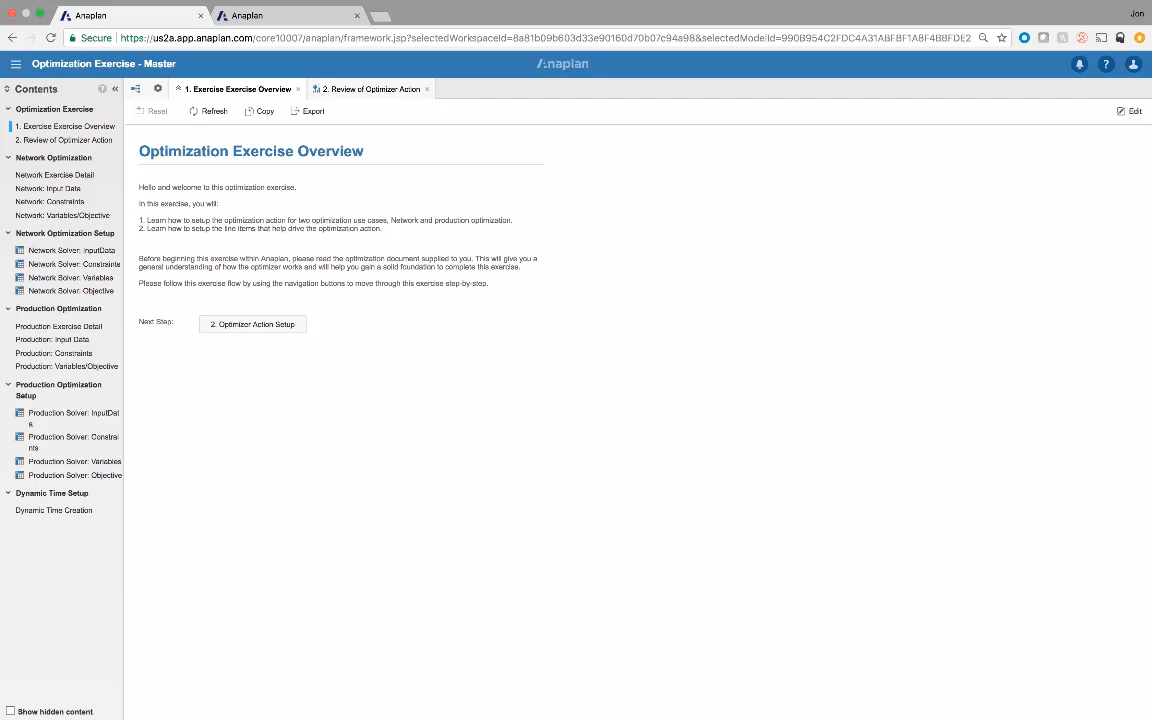 Anaplan
Anaplan
Jon
Secure
https://us2a.app.anaplan.com/core10007/anaplan/framework.jsp?selectedWorkspaceId=8a81b09b603d33e90160d70b07c94a98&selectedModelId=990B954C2FDC4A31ABFBF1A8F4BBFDE2
Optimization Exercise - Master
Anaplan
?
Contents
?
Optimization Exercise
1. Exercise Exercise Overview
2. Review of Optimizer Action
Network Optimization
Network Exercise Detail
Network: Input Data
Network: Constraints
Network: Variables/Objective
Network Optimization Setup
Network Solver: InputData
Network Solver: Constraints
Network Solver: Variables
Network Solver: Objective
Production Optimization
Production Exercise Detail
Production: Input Data
Production: Constraints
Production: Variables/Objective
Production Optimization
Setup
Production Solver: InputDat
a
Production Solver: Constrai
nts
Production Solver: Variables
Production Solver: Objective
Dynamic Time Setup
Dynamic Time Creation
Show hidden content
1. Exercise Exercise Overview
2. Review of Optimizer Action
Reset
Refresh
Copy
Export
Edit
Optimization Exercise Overview
Hello and welcome to this optimization exercise.
In this exercise, you will:
1. Learn how to setup the optimization action for two optimization use cases, Network and production optimization.
2. Learn how to setup the line items that help drive the optimization action.
Before beginning this exercise within Anaplan, please read the optimization document supplied to you. This will give you a
general understanding of how the optimizer works and will help you gain a solid foundation to complete this exercise.
Please follow this exercise flow by using the navigation buttons to move through this exercise step-by-step.
Next Step:
2. Optimizer Action Setup